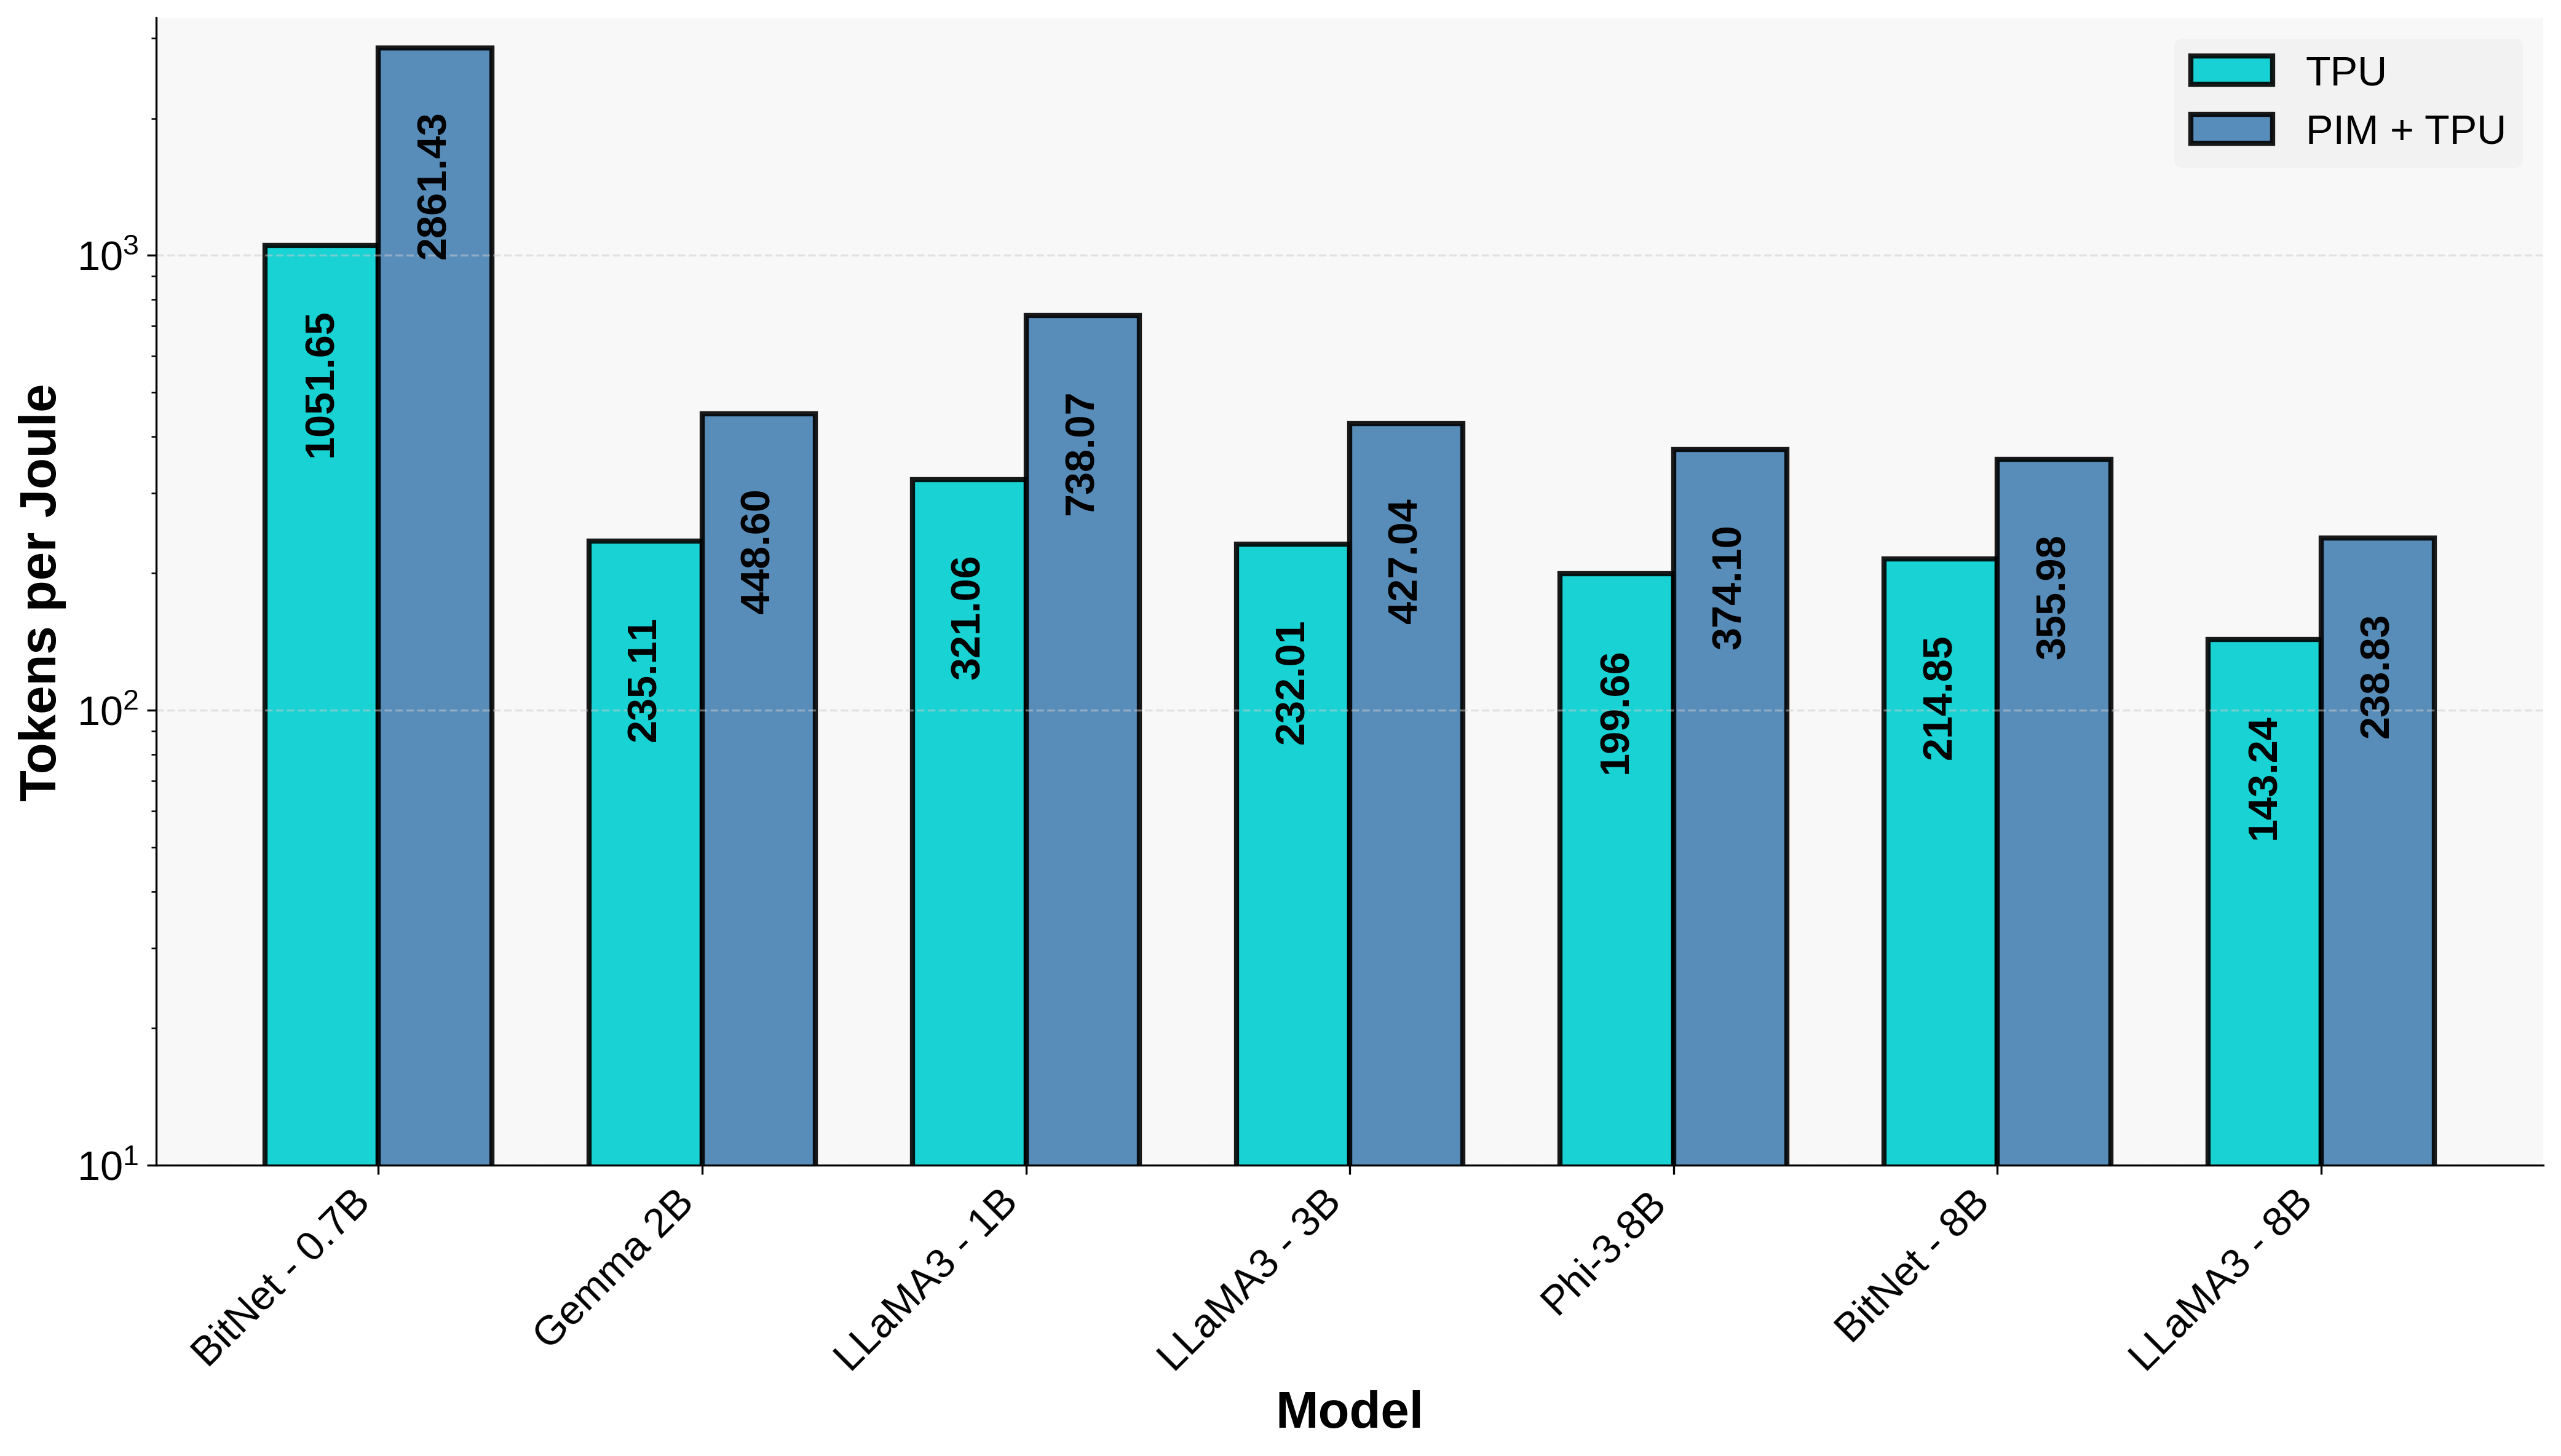 TPU
PIM + TPU
Tokens per Joule
10³
10²
10¹
1051.65
2861.43
235.11
448.60
321.06
738.07
232.01
427.04
199.66
374.10
214.85
355.98
143.24
238.83
BitNet - 0.7B
Gemma 2B
LLaMA3 - 1B
LLaMA3 - 3B
Phi-3.8B
BitNet - 8B
LLaMA3 - 8B
Model